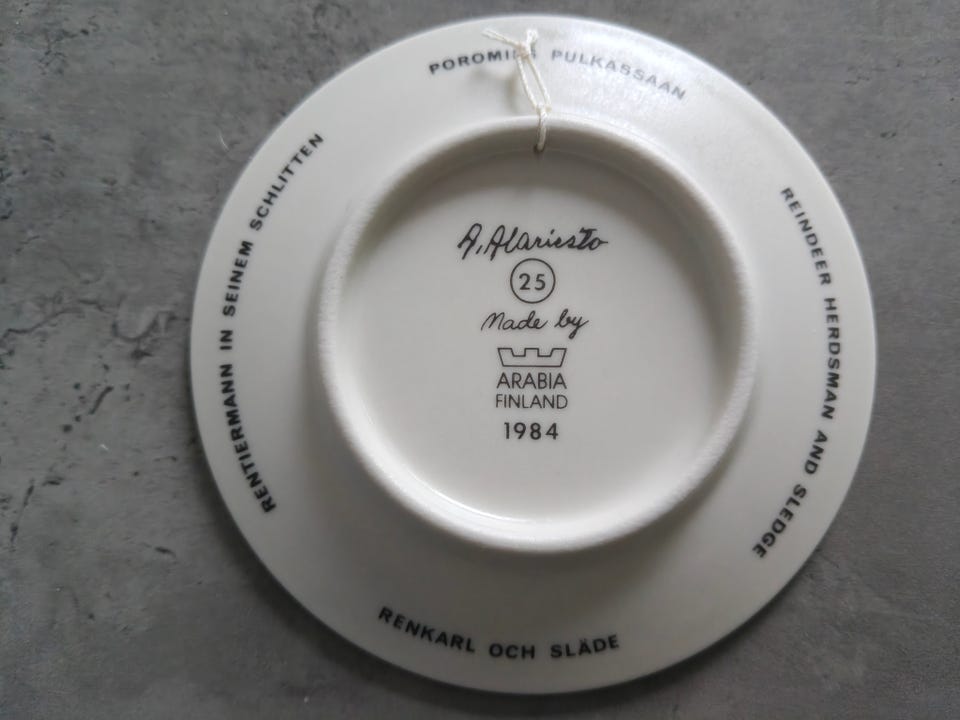 POROMIES PULKASSAAN
REINDEER HERDSMAN AND SLEDGE
RENKARL OCH SLÄDE
RENTIERMANN IN SEINEM SCHLITTEN
A. Alariesto
25
Made by
ARABIA
FINLAND
1984